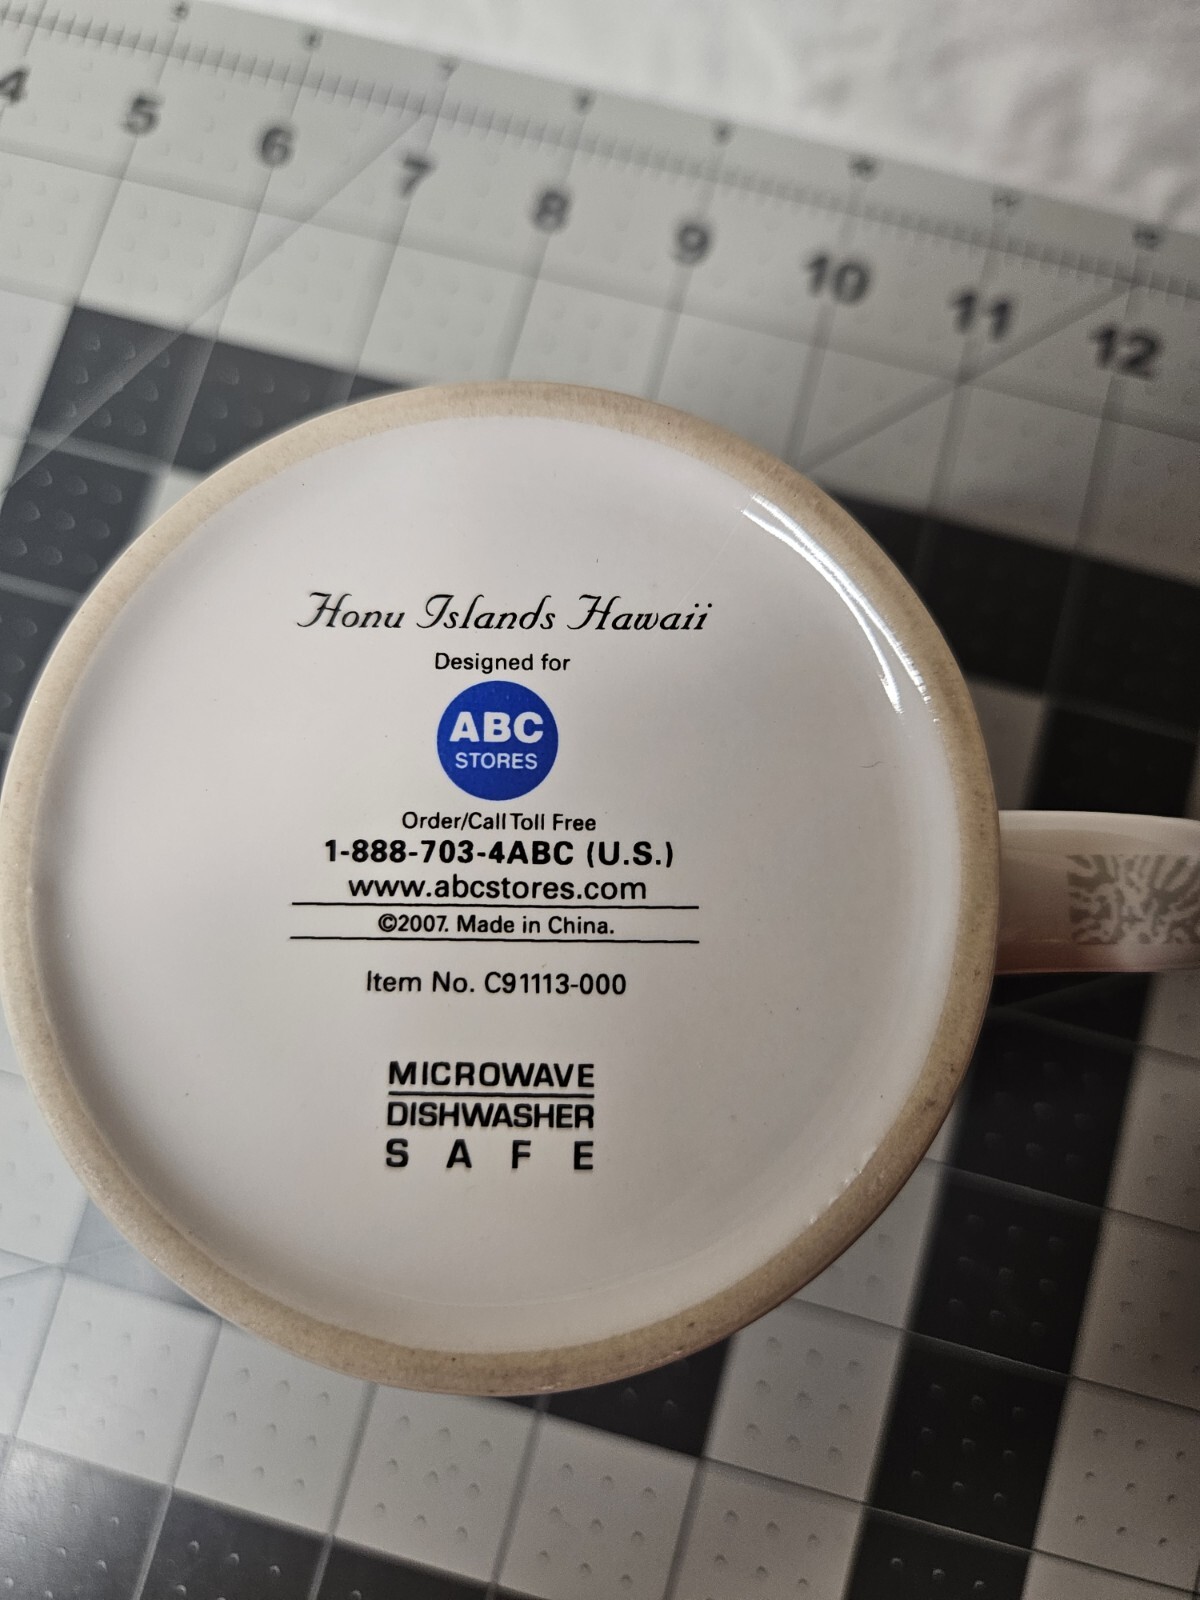 4 5 6 7 8 9 10 11 12
Honu Islands Hawaii
Designed for
ABC
STORES
Order/Call Toll Free
1-888-703-4ABC (U.S.)
www.abcstores.com
©2007. Made in China.
Item No. C91113-000
MICROWAVE
DISHWASHER
SAFE